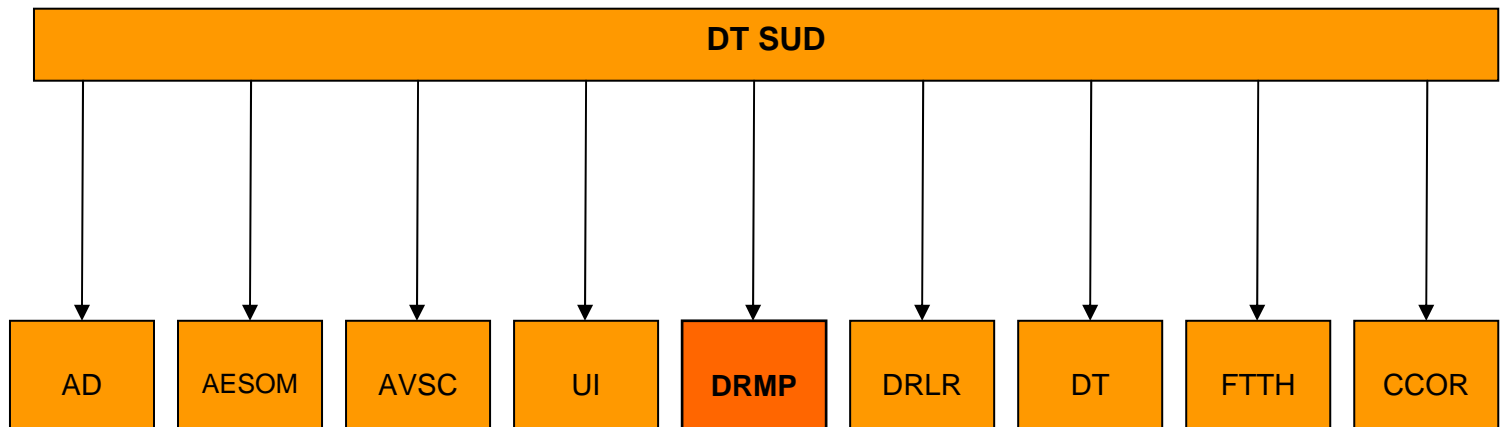 DT SUD
AD
AESOM
AVSC
UI
DRMP
DRLR
DT
FTTH
CCOR